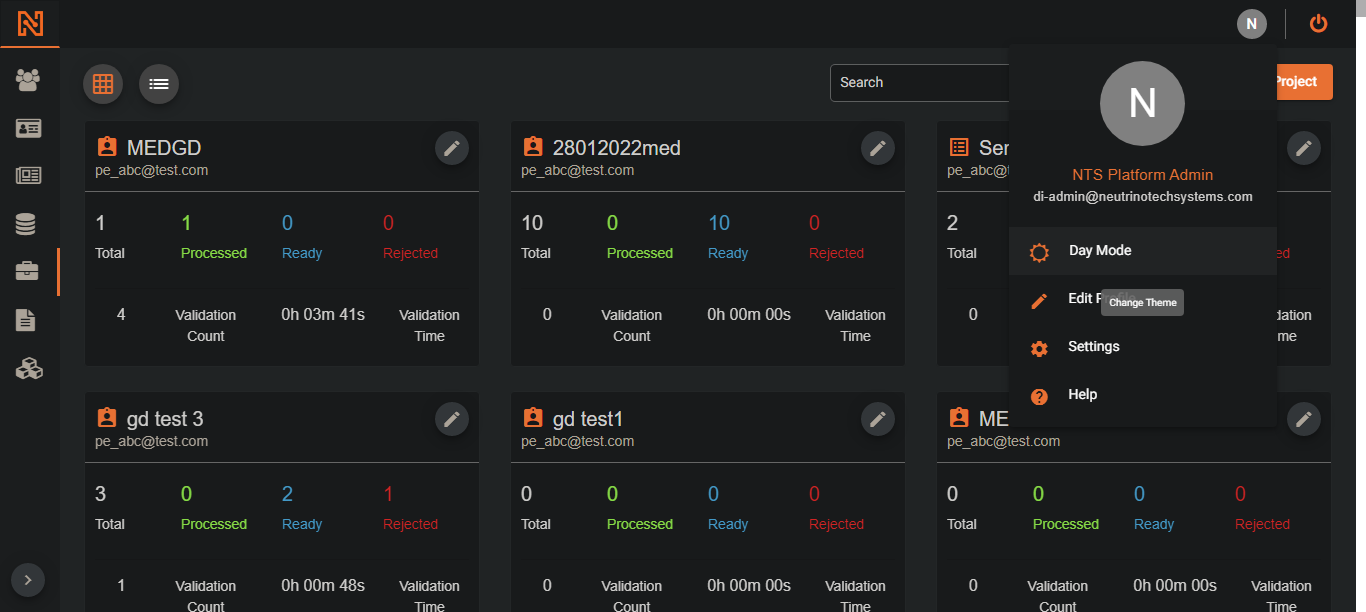 N
Search
Project
N
NTS Platform Admin
di-admin@neutrinotechsystems.com
Day Mode
Edit
Change Theme
Settings
Help
MEDGD
pe_abc@test.com
1 1 0 0
Total Processed Ready Rejected
4 Validation Count 0h 03m 41s Validation Time
28012022med
pe_abc@test.com
10 0 10 0
Total Processed Ready Rejected
0 Validation Count 0h 00m 00s Validation Time
2
Total
0
gd test 3
pe_abc@test.com
3 0 2 1
Total Processed Ready Rejected
1 Validation Count 0h 00m 48s Validation Time
gd test1
pe_abc@test.com
0 0 0 0
Total Processed Ready Rejected
0 Validation Count 0h 00m 00s Validation Time
ME
pe_abc@test.com
0 0 0 0
Total Processed Ready Rejected
0 Validation Count 0h 00m 00s Validation Time